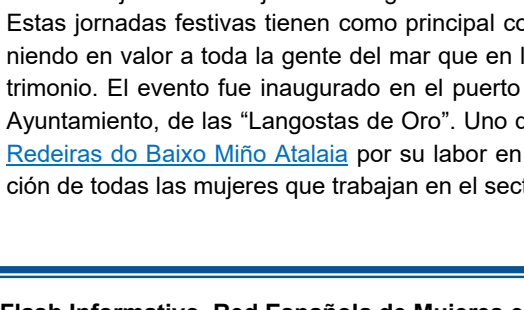 Estas jornadas festivas tienen como principal co
niendo en valor a toda la gente del mar que en l
trimonio. El evento fue inaugurado en el puerto
Ayuntamiento, de las “Langostas de Oro”. Uno d
Redeiras do Baixo Miño Atalaia por su labor en
ción de todas las mujeres que trabajan en el sect
Flash Informativo. Red Española de Mujeres e